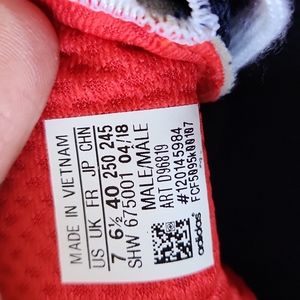 MADE IN VIETNAM
US UK FR JP CHN
7 6½ 40 250 245
SHW 675001 04/18
MALE/MALE
ART D96819
#120145984
FCF5095K00107
adidas